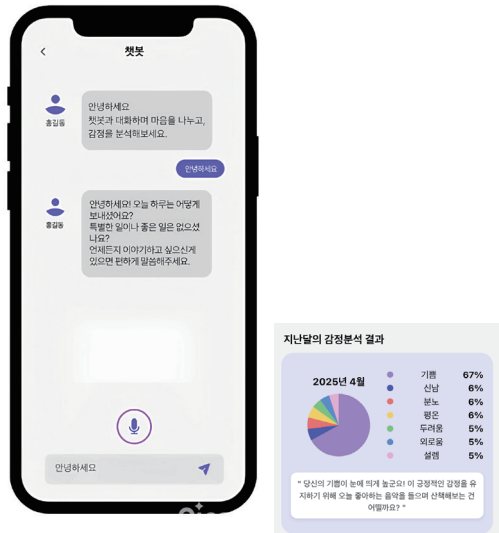 챗봇
안녕하세요
챗봇과 대화하며 마음을 나누고,
감정을 분석해보세요.
홍길동
안녕하세요
안녕하세요! 오늘 하루는 어떻게
보내셨어요?
특별한 일이나 좋은 일은 없으셨
나요?
언제든지 이야기하고 싶으신게
있으면 편하게 말씀해주세요.
홍길동
안녕하세요
지난달의 감정분석 결과
2025년 4월
기쁨 67%
신남 6%
분노 6%
평온 6%
두려움 5%
외로움 5%
설렘 5%
" 당신의 기쁨이 눈에 띄게 높군요! 이 긍정적인 감정을 유
지하기 위해 오늘 좋아하는 음악을 들으며 산책해보는 건
어떨까요? "